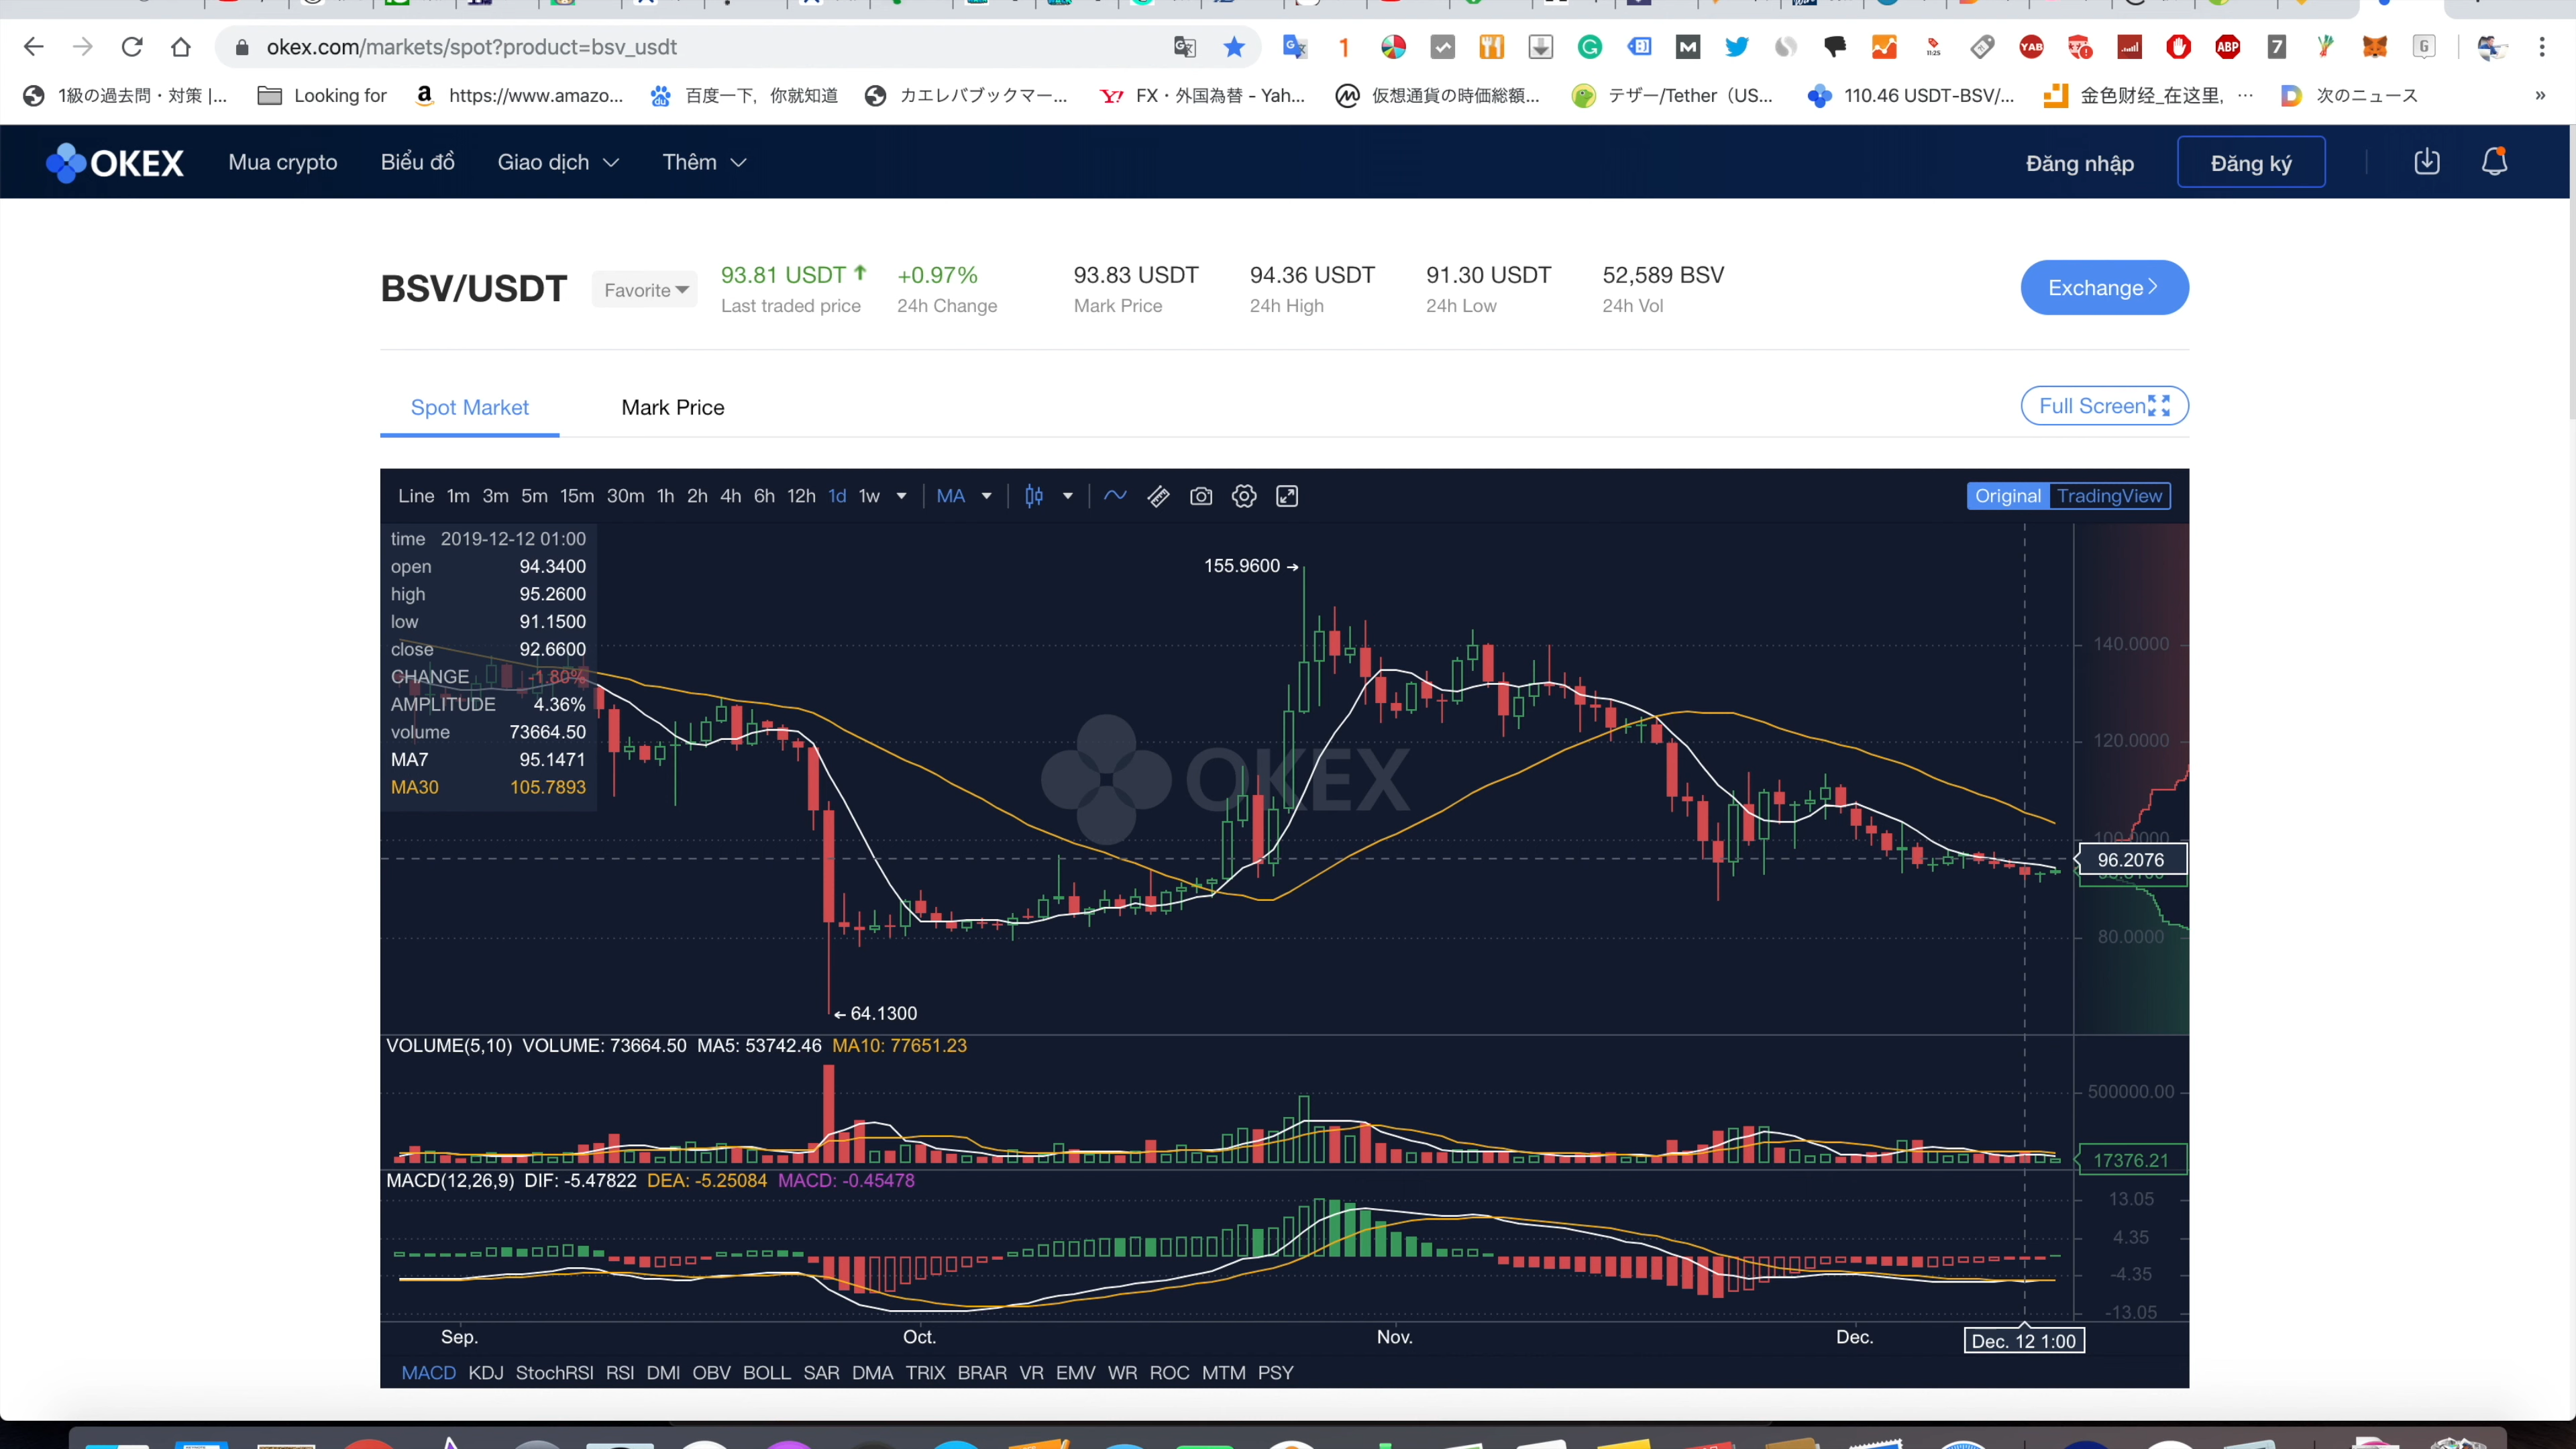 okex.com/markets/spot?product=bsv_usdt
1級の過去問・対策 |... Looking for https://www.amazo... 百度一下，你就知道 カエレバブックマー... FX・外国為替 - Yah... 仮想通貨の時価総額... テザー/Tether（US... 110.46 USDT-BSV/... 金色财经_在这里, ... 次のニュース »
OKEX Mua crypto Biểu đồ Giao dịch Thêm Đăng nhập Đăng ký
BSV/USDT Favorite 93.81 USDT +0.97% 93.83 USDT 94.36 USDT 91.30 USDT 52,589 BSV Exchange
Last traded price 24h Change Mark Price 24h High 24h Low 24h Vol
Spot Market Mark Price Full Screen
Line 1m 3m 5m 15m 30m 1h 2h 4h 6h 12h 1d 1w MA Original TradingView
time 2019-12-12 01:00
open 94.3400
high 95.2600
low 91.1500
close 92.6600
CHANGE -1.80%
AMPLITUDE 4.36%
volume 73664.50
MA7 95.1471
MA30 105.7893
155.9600
140.0000
120.0000
OKEX
100.0000
96.2076
80.0000
64.1300
VOLUME(5,10) VOLUME: 73664.50 MA5: 53742.46 MA10: 77651.23
500000.00
17376.21
MACD(12,26,9) DIF: -5.47822 DEA: -5.25084 MACD: -0.45478
13.05
4.35
-4.35
-13.05
Sep. Oct. Nov. Dec. Dec. 12 1:00
MACD KDJ StochRSI RSI DMI OBV BOLL SAR DMA TRIX BRAR VR EMV WR ROC MTM PSY